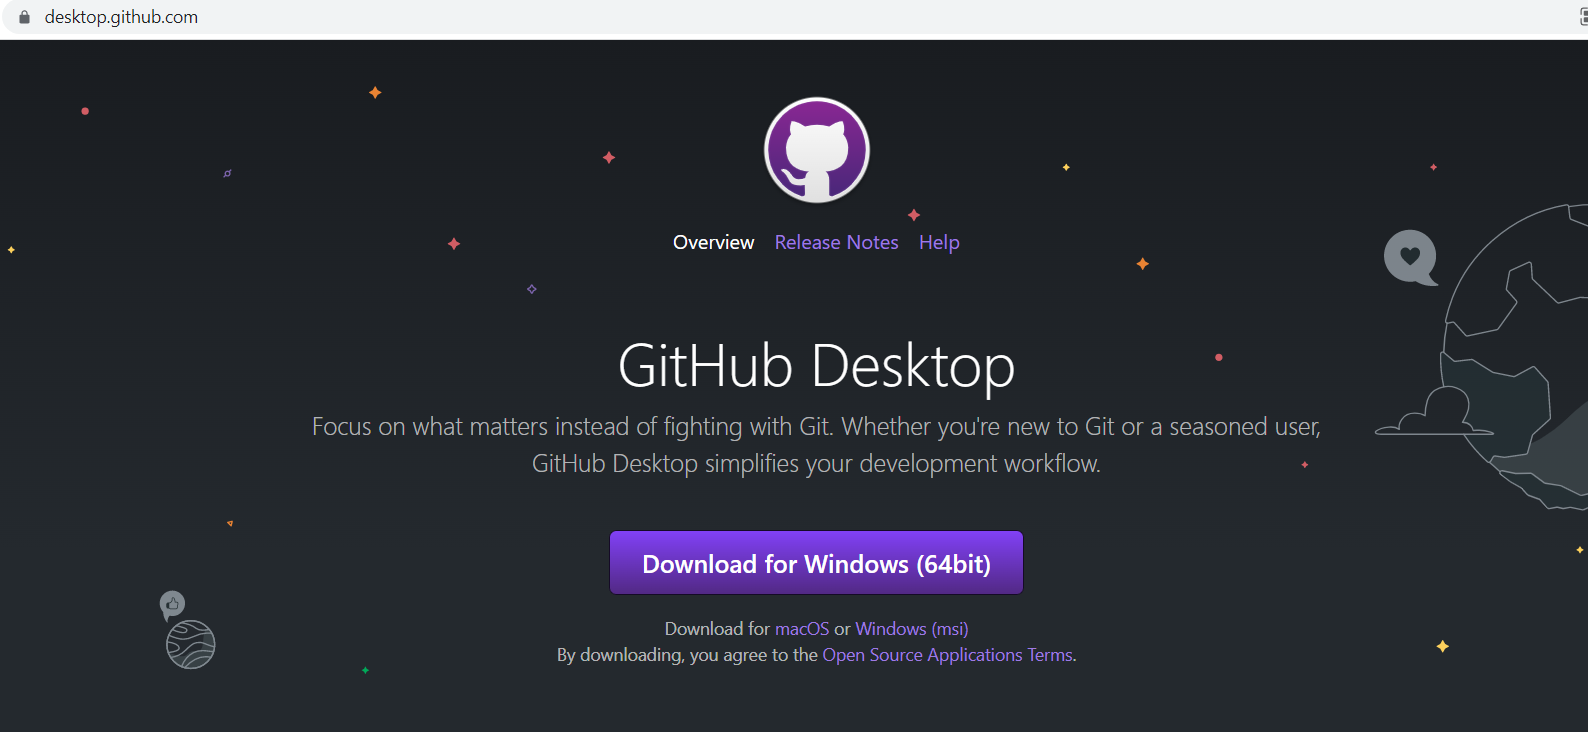 desktop.github.com
Overview Release Notes Help
GitHub Desktop
Focus on what matters instead of fighting with Git. Whether you're new to Git or a seasoned user,
GitHub Desktop simplifies your development workflow.
Download for Windows (64bit)
Download for macOS or Windows (msi)
By downloading, you agree to the Open Source Applications Terms.